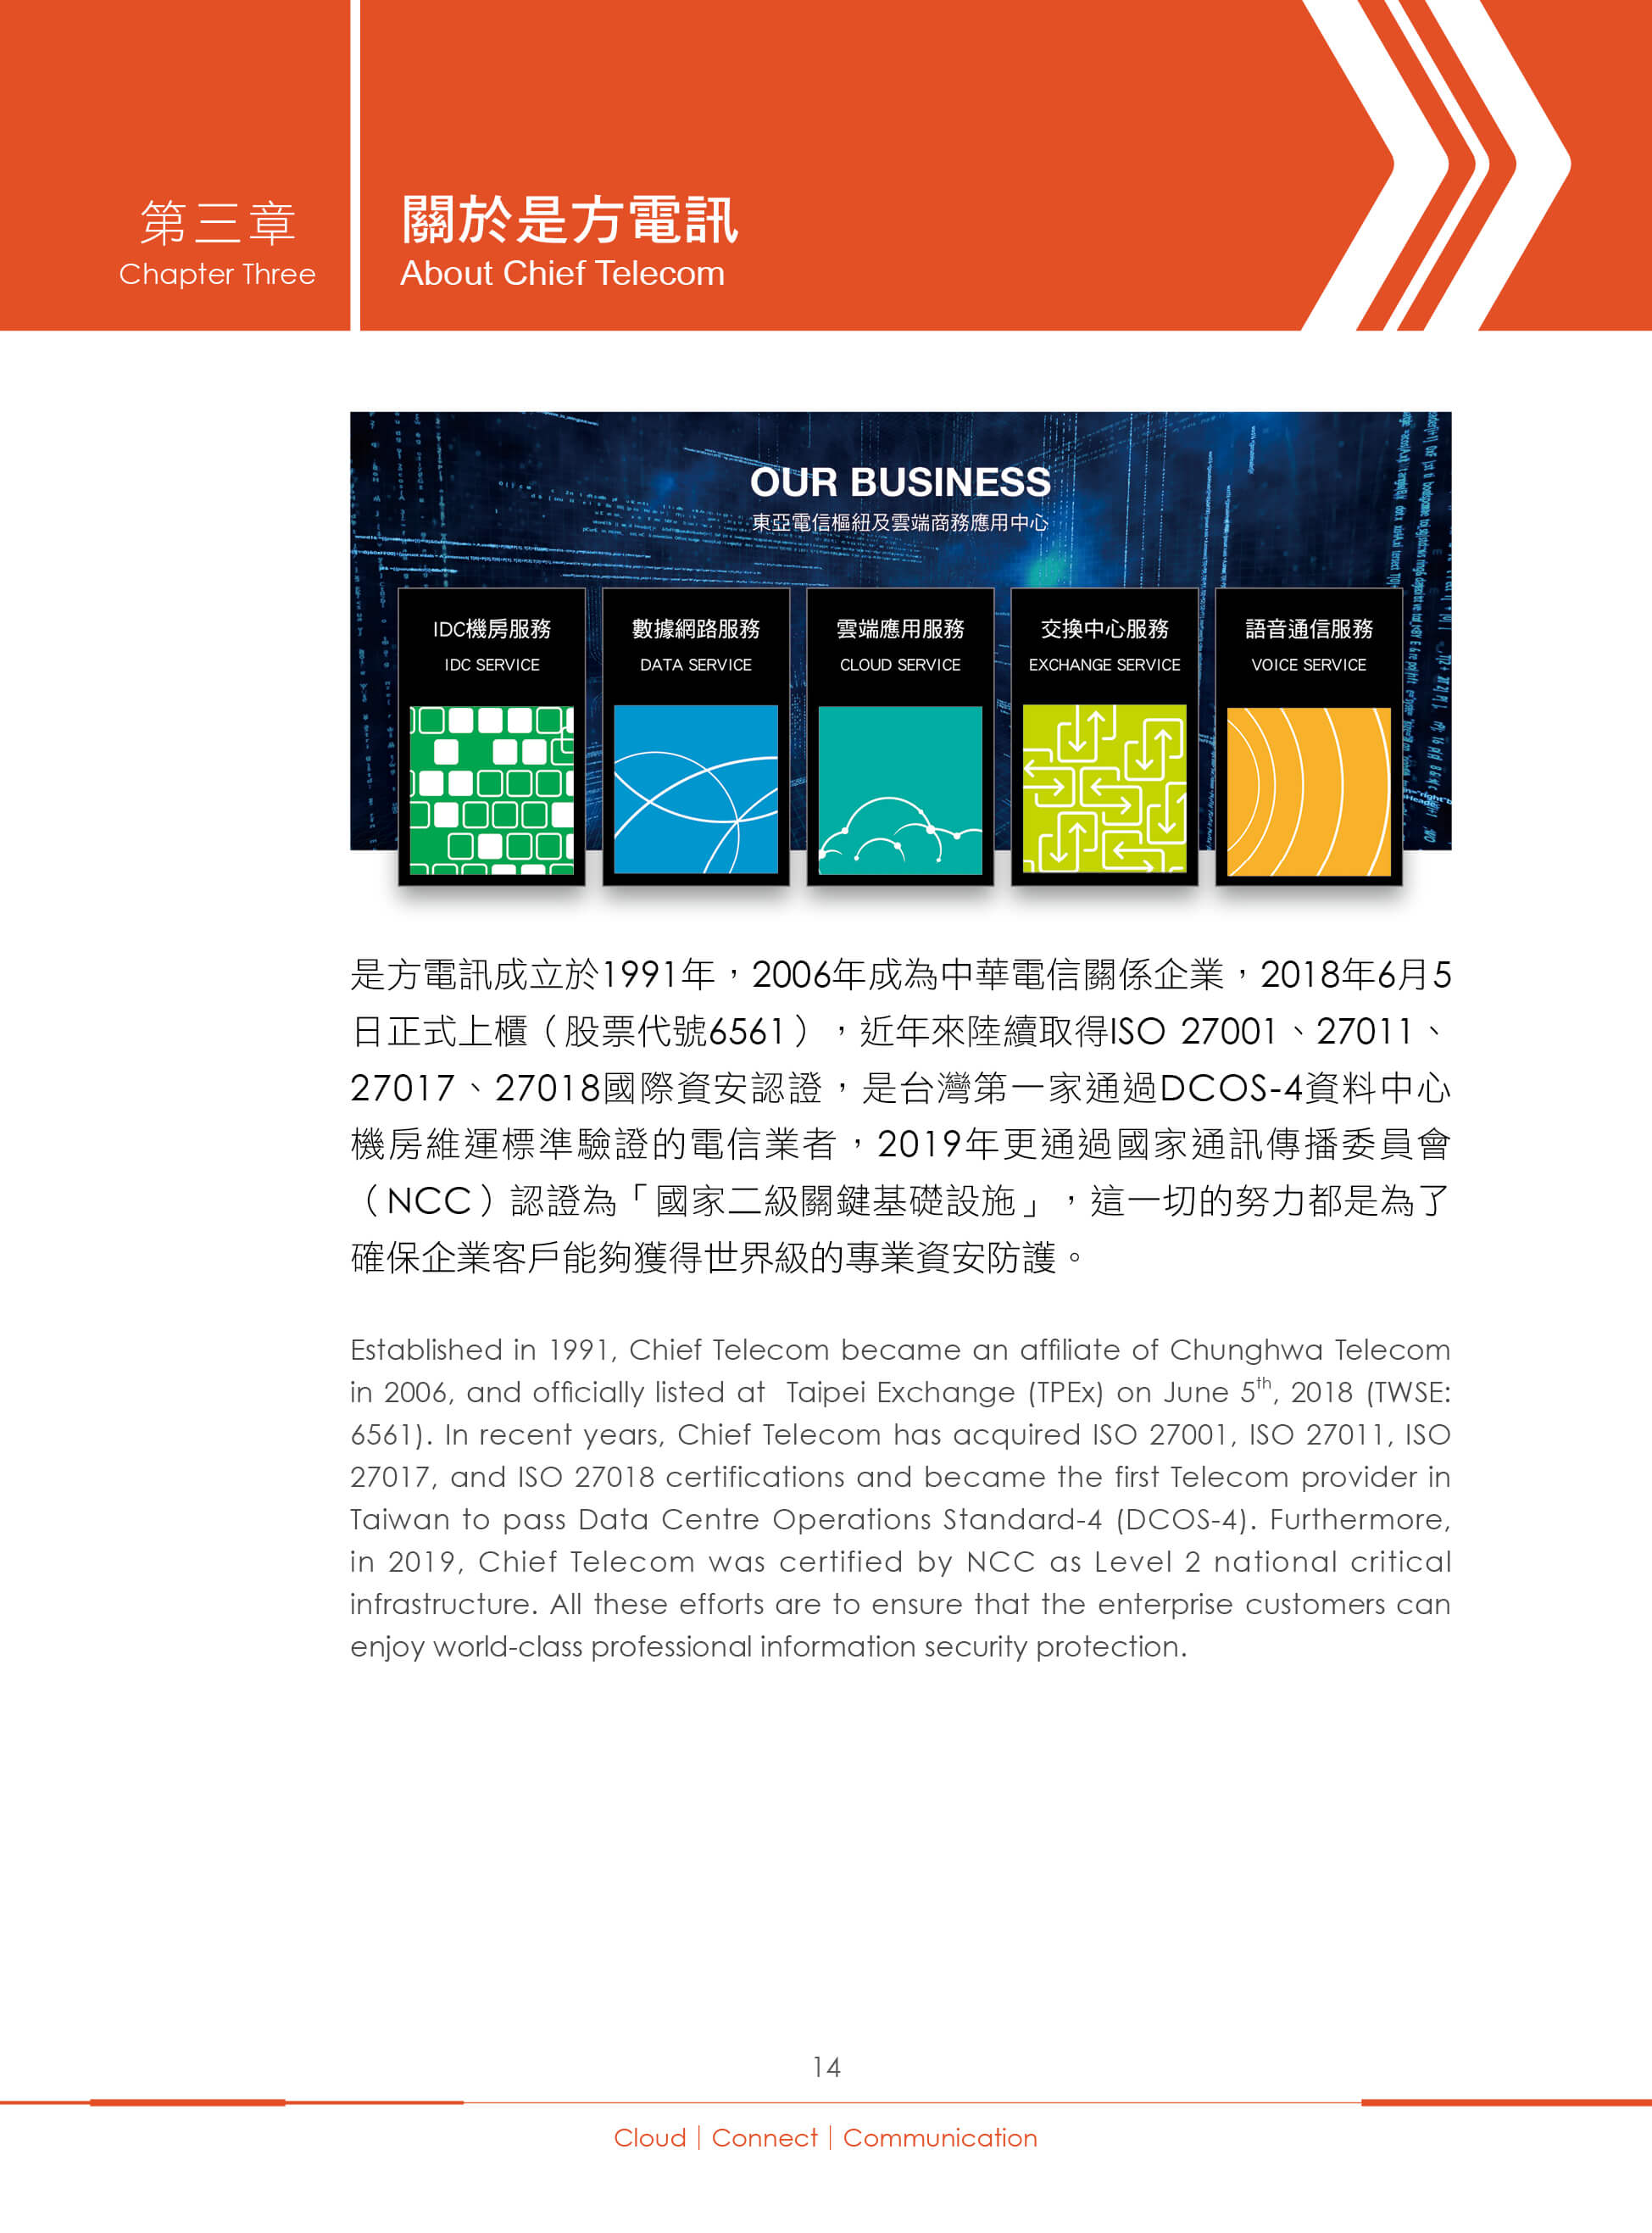 第三章
Chapter Three
關於是方電訊
About Chief Telecom
OUR BUSINESS
東亞電信樞紐及雲端商務應用中心
IDC機房服務
IDC SERVICE
數據網路服務
DATA SERVICE
雲端應用服務
CLOUD SERVICE
交換中心服務
EXCHANGE SERVICE
語音通信服務
VOICE SERVICE
是方電訊成立於1991年，2006年成為中華電信關係企業，2018年6月5
日正式上櫃（股票代號6561），近年來陸續取得ISO 27001、27011、
27017、27018國際資安認證，是台灣第一家通過DCOS-4資料中心
機房維運標準驗證的電信業者，2019年更通過國家通訊傳播委員會
（NCC）認證為「國家二級關鍵基礎設施」，這一切的努力都是為了
確保企業客戶能夠獲得世界級的專業資安防護。
Established in 1991, Chief Telecom became an affiliate of Chunghwa Telecom
in 2006, and officially listed at Taipei Exchange (TPEx) on June 5th, 2018 (TWSE:
6561). In recent years, Chief Telecom has acquired ISO 27001, ISO 27011, ISO
27017, and ISO 27018 certifications and became the first Telecom provider in
Taiwan to pass Data Centre Operations Standard-4 (DCOS-4). Furthermore,
in 2019, Chief Telecom was certified by NCC as Level 2 national critical
infrastructure. All these efforts are to ensure that the enterprise customers can
enjoy world-class professional information security protection.
14
Cloud｜Connect｜Communication